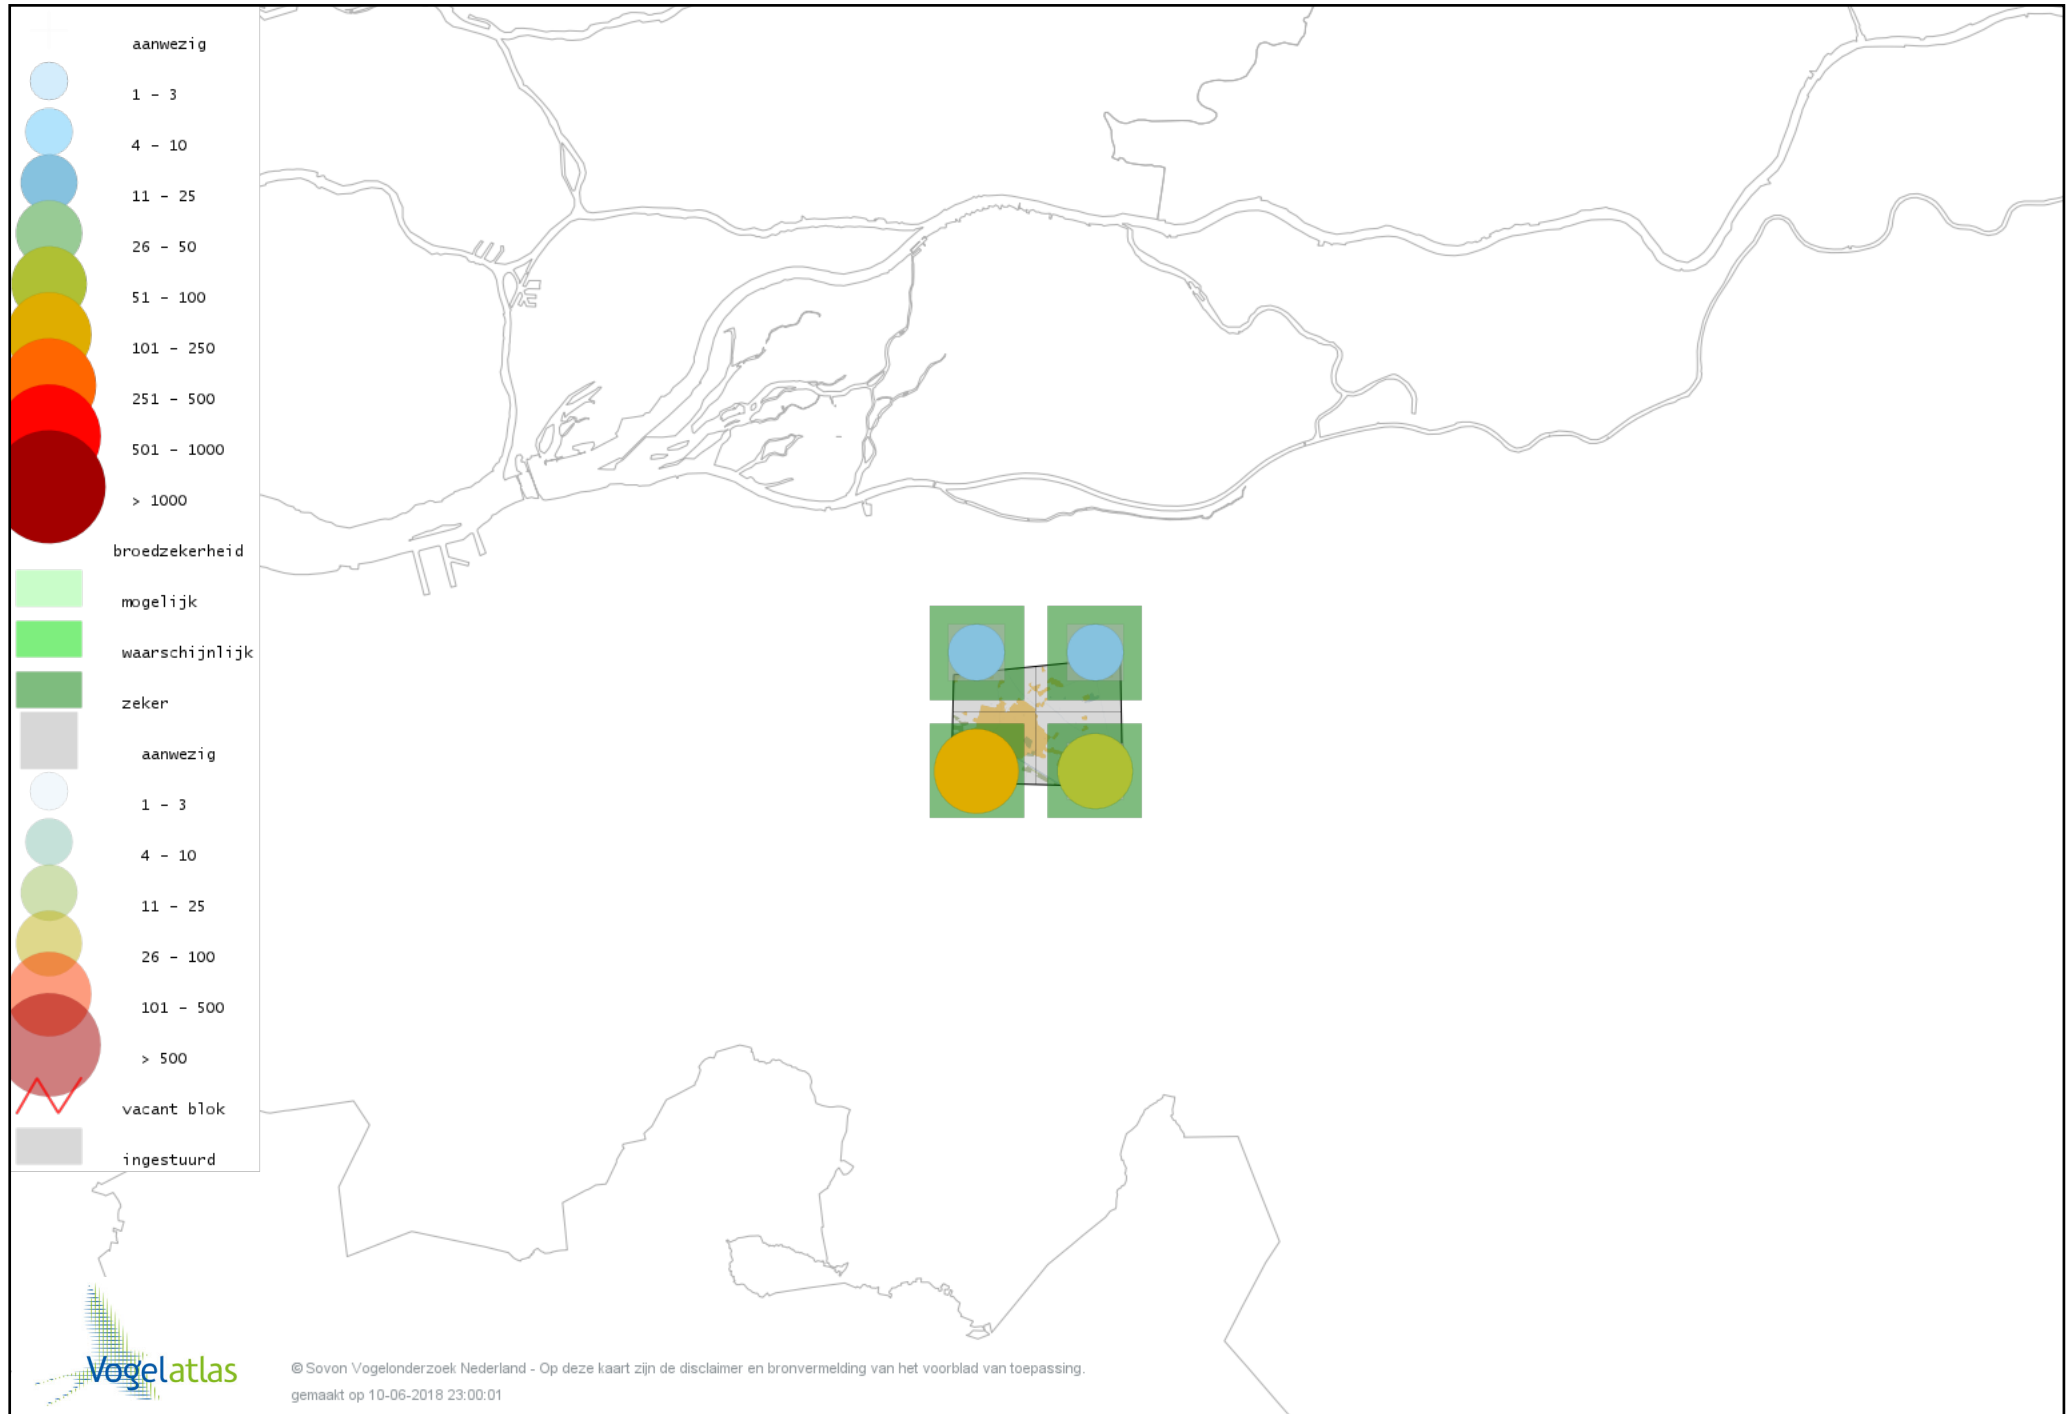 aanwezig
1 - 3
4 - 10
11 - 25
26 - 50
51 - 100
101 - 250
251 - 500
501 - 1000
> 1000
broedzekerheid
mogelijk
waarschijnlijk
zeker
aanwezig
1 - 3
4 - 10
11 - 25
26 - 100
101 - 500
> 500
vacant blok
ingestuurd
Vogelatlas
© Sovon Vogelonderzoek Nederland - Op deze kaart zijn de disclaimer en bronvermelding van het voorblad van toepassing.
gemaakt op 10-06-2018 23:00:01